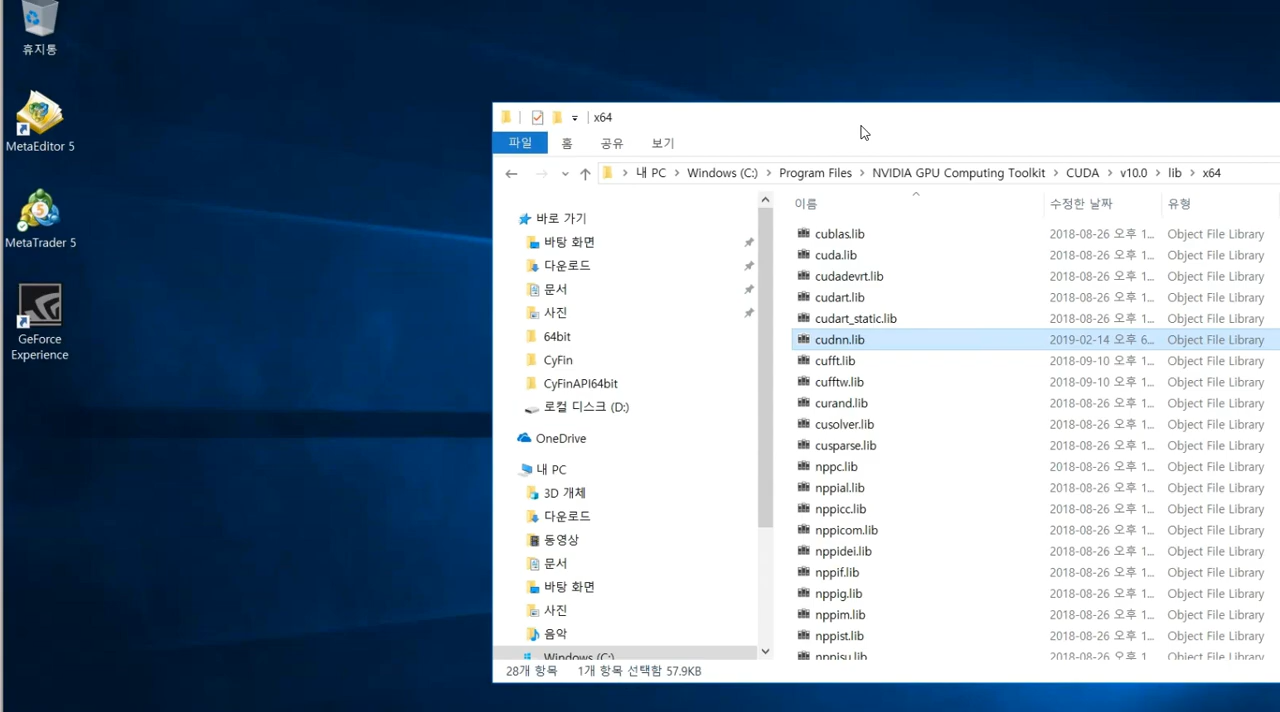 휴지통
MetaEditor 5
MetaTrader 5
GeForce
Experience
x64
파일 홈 공유 보기
내 PC > Windows (C:) > Program Files > NVIDIA GPU Computing Toolkit > CUDA > v10.0 > lib > x64
바로 가기
바탕 화면
다운로드
문서
사진
64bit
CyFin
CyFinAPI64bit
로컬 디스크 (D:)
OneDrive
내 PC
3D 개체
다운로드
동영상
문서
바탕 화면
사진
음악
Windows (C:)
이름 수정한 날짜 유형
cublas.lib 2018-08-26 오후 1... Object File Library
cuda.lib 2018-08-26 오후 1... Object File Library
cudadevrt.lib 2018-08-26 오후 1... Object File Library
cudart.lib 2018-08-26 오후 1... Object File Library
cudart_static.lib 2018-08-26 오후 1... Object File Library
cudnn.lib 2019-02-14 오후 6... Object File Library
cufft.lib 2018-09-10 오후 1... Object File Library
cufftw.lib 2018-09-10 오후 1... Object File Library
curand.lib 2018-08-26 오후 1... Object File Library
cusolver.lib 2018-08-26 오후 1... Object File Library
cusparse.lib 2018-08-26 오후 1... Object File Library
nppc.lib 2018-08-26 오후 1... Object File Library
nppial.lib 2018-08-26 오후 1... Object File Library
nppicc.lib 2018-08-26 오후 1... Object File Library
nppicom.lib 2018-08-26 오후 1... Object File Library
nppidei.lib 2018-08-26 오후 1... Object File Library
nppif.lib 2018-08-26 오후 1... Object File Library
nppig.lib 2018-08-26 오후 1... Object File Library
nppim.lib 2018-08-26 오후 1... Object File Library
nppist.lib 2018-08-26 오후 1... Object File Library
nppisu.lib 2018-08-26 오후 1 Object File Library
28개 항목 1개 항목 선택함 57.9KB